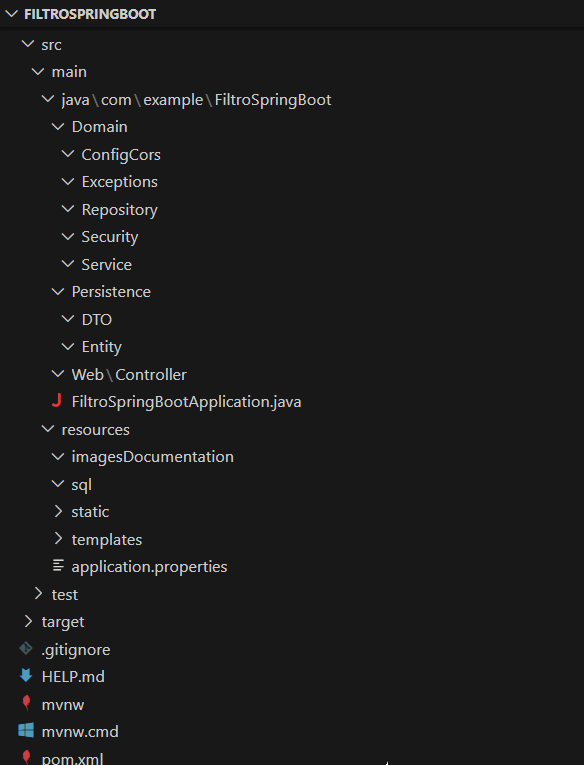 FILTROSPRINGBOOT
src
main
java\com\example\FiltroSpringBoot
Domain
ConfigCors
Exceptions
Repository
Security
Service
Persistence
DTO
Entity
Web\Controller
FiltroSpringBootApplication.java
resources
imagesDocumentation
sql
static
templates
application.properties
test
target
.gitignore
HELP.md
mvnw
mvnw.cmd
pom.xml